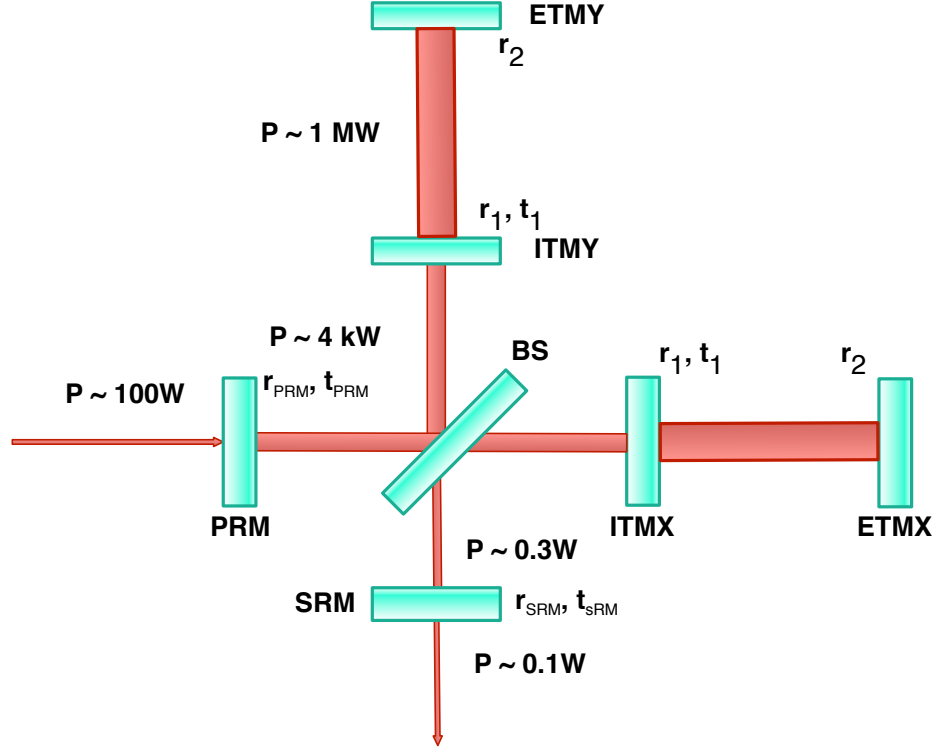 ETMY
r2
P ~ 1 MW
r1, t1
ITMY
P ~ 4 kW
BS
r1, t1
r2
P ~ 100W
rPRM, tPRM
PRM
ITMX
ETMX
P ~ 0.3W
SRM
rSRM, tsRM
P ~ 0.1W